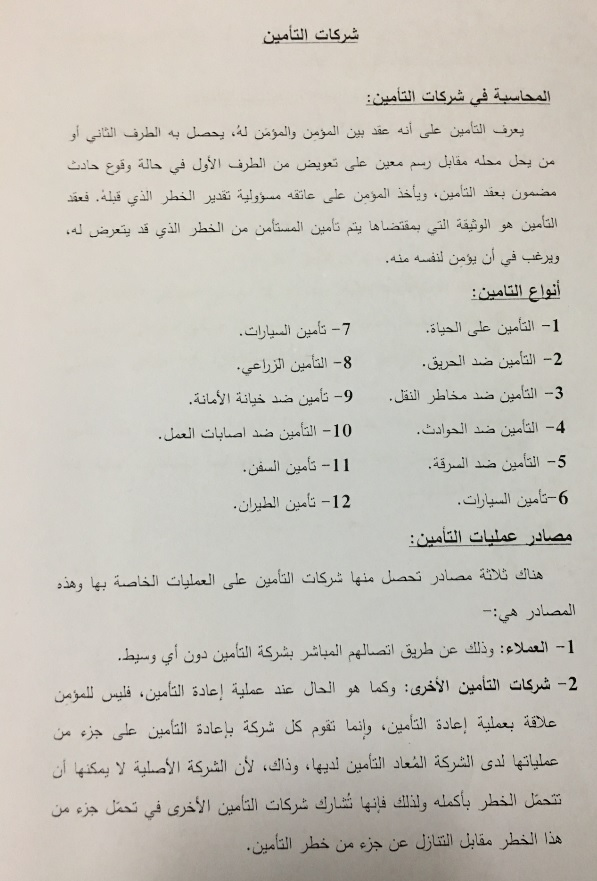 شركات التأمين
المحاسبة في شركات التأمين:
يعرف التأمين على أنه عقد بين المؤمن والمؤمَن لهُ، يحصل به الطرف الثاني أو
من يحل محله مقابل رسم معين على تعويض من الطرف الأول في حالة وقوع حادث
مضمون بعقد التأمين، ويأخذ المؤمِن على عاتقه مسؤولية تقدير الخطر الذي قبلهُ. فعقد
التأمين هو الوثيقة التي بمقتضاها يتم تأمين المستأمن من الخطر الذي قد يتعرض له،
ويرغب في أن يؤمِن لنفسه منه.
أنواع التامين:
1- التأمين على الحياة.
2- التأمين ضد الحريق.
3- التأمين ضد مخاطر النقل.
4- التأمين ضد الحوادث.
5- التأمين ضد السرقة.
6-تأمين السيارات.
7- تأمين السيارات.
8- التأمين الزراعي.
9- تأمين ضد خيانة الأمانة.
10- التأمين ضد اصابات العمل.
11- تأمين السفن.
12- تأمين الطيران.
مصادر عمليات التأمين:
هناك ثلاثة مصادر تحصل منها شركات التأمين على العمليات الخاصة بها وهذه
المصادر هي:-
1- العملاء: وذلك عن طريق اتصالهم المباشر بشركة التأمين دون أي وسيط.
2- شركات التأمين الأخرى: وكما هو الحال عند عملية إعادة التأمين، فليس للمؤمِن
علاقة بعملية إعادة التأمين، وإنما تقوم كل شركة بإعادة التأمين على جزء من
عملياتها لدى الشركة المُعاد التأمين لديها، وذاك، لأن الشركة الأصلية لا يمكنها أن
تتحمّل الخطر بأكمله ولذلك فإنها تُشارك شركات التأمين الأخرى في تحمّل جزء من
هذا الخطر مقابل التنازل عن جزء من خطر التأمين.